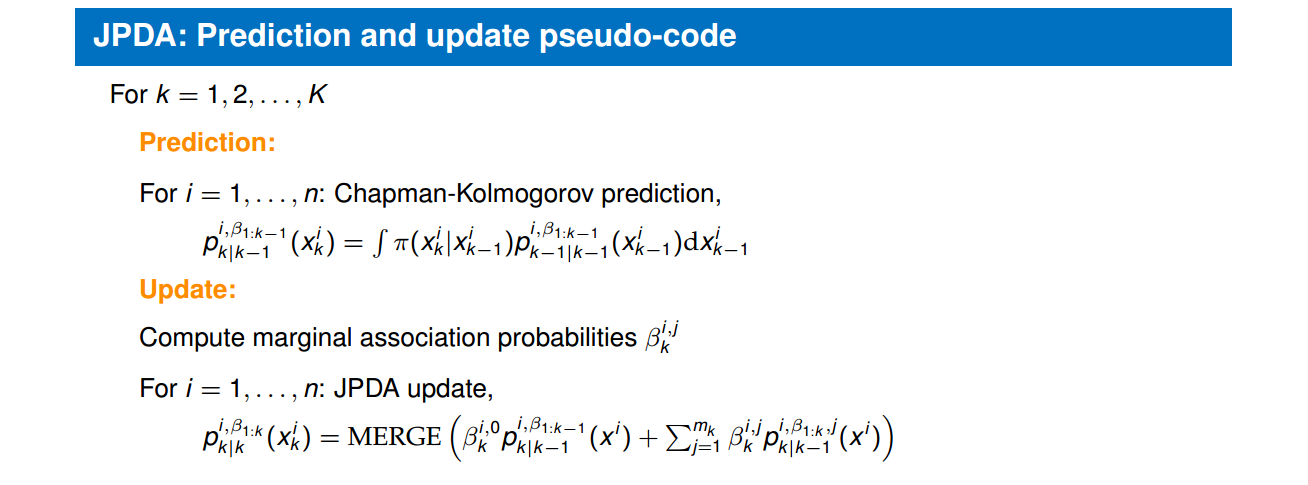 JPDA: Prediction and update pseudo-code
For $k = 1, 2, \ldots, K$
Prediction:
For $i = 1, \ldots, n$: Chapman-Kolmogorov prediction,
$p_{k|k-1}^{i,\beta_{1:k-1}}(x_k^i) = \int \pi(x_k^i|x_{k-1}^i) p_{k-1|k-1}^{i,\beta_{1:k-1}}(x_{k-1}^i) \mathrm{d}x_{k-1}^i$
Update:
Compute marginal association probabilities $\beta_k^{i,j}$
For $i = 1, \ldots, n$: JPDA update,
$p_{k|k}^{i,\beta_{1:k}}(x_k^i) = \mathrm{MERGE}\left(\beta_k^{i,0} p_{k|k-1}^{i,\beta_{1:k-1}}(x^i) + \sum_{j=1}^{m_k} \beta_k^{i,j} p_{k|k-1}^{i,\beta_{1:k},j}(x^i)\right)$